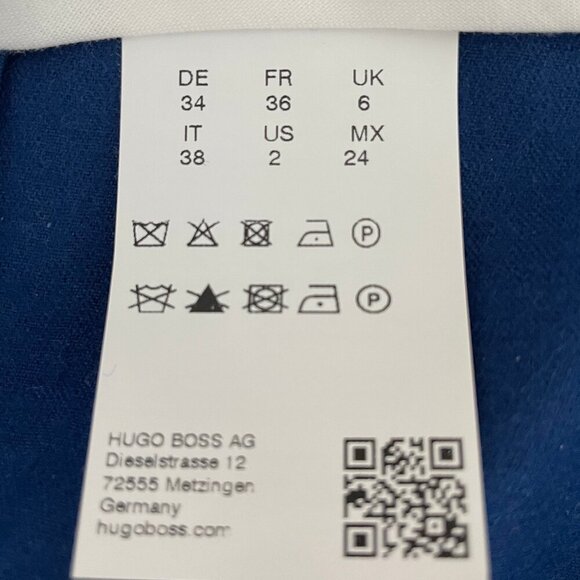 DE FR UK
34 36 6
IT US MX
38 2 24
P
P
HUGO BOSS AG
Dieselstrasse 12
72555 Metzingen
Germany
hugoboss.com